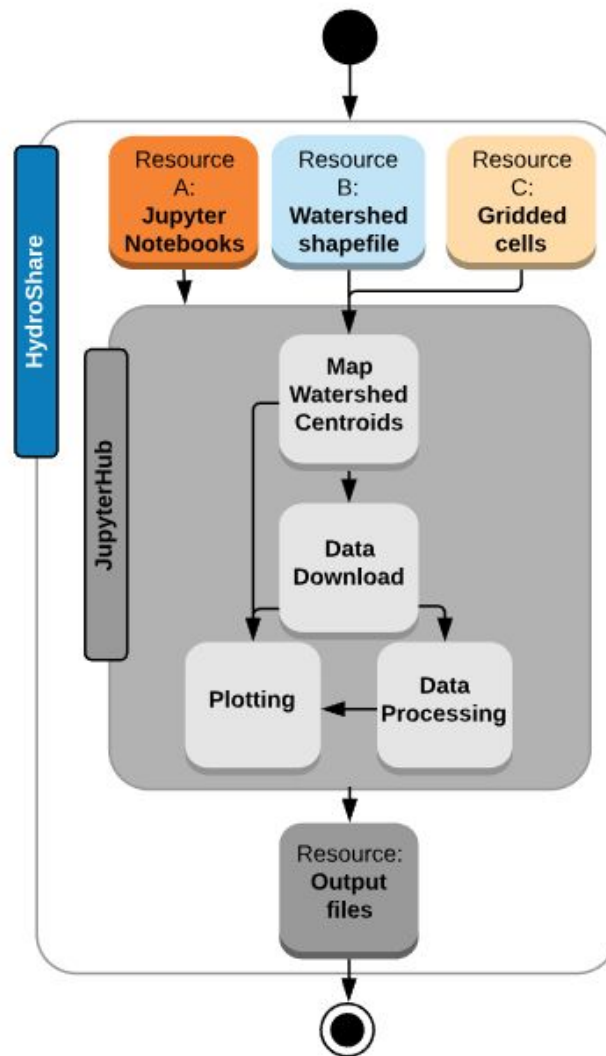 Resource
A:
Jupyter
Notebooks
Resource
B:
Watershed
shapefile
Resource
C:
Gridded
cells
HydroShare
JupyterHub
Map
Watershed
Centroids
Data
Download
Plotting
Data
Processing
Resource:
Output
files